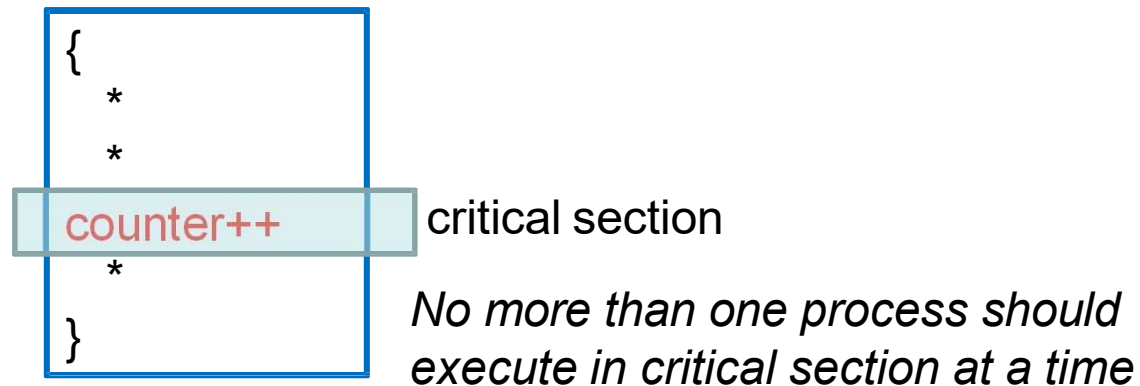 {
*
*
counter++ critical section
*
No more than one process should
}
execute in critical section at a time